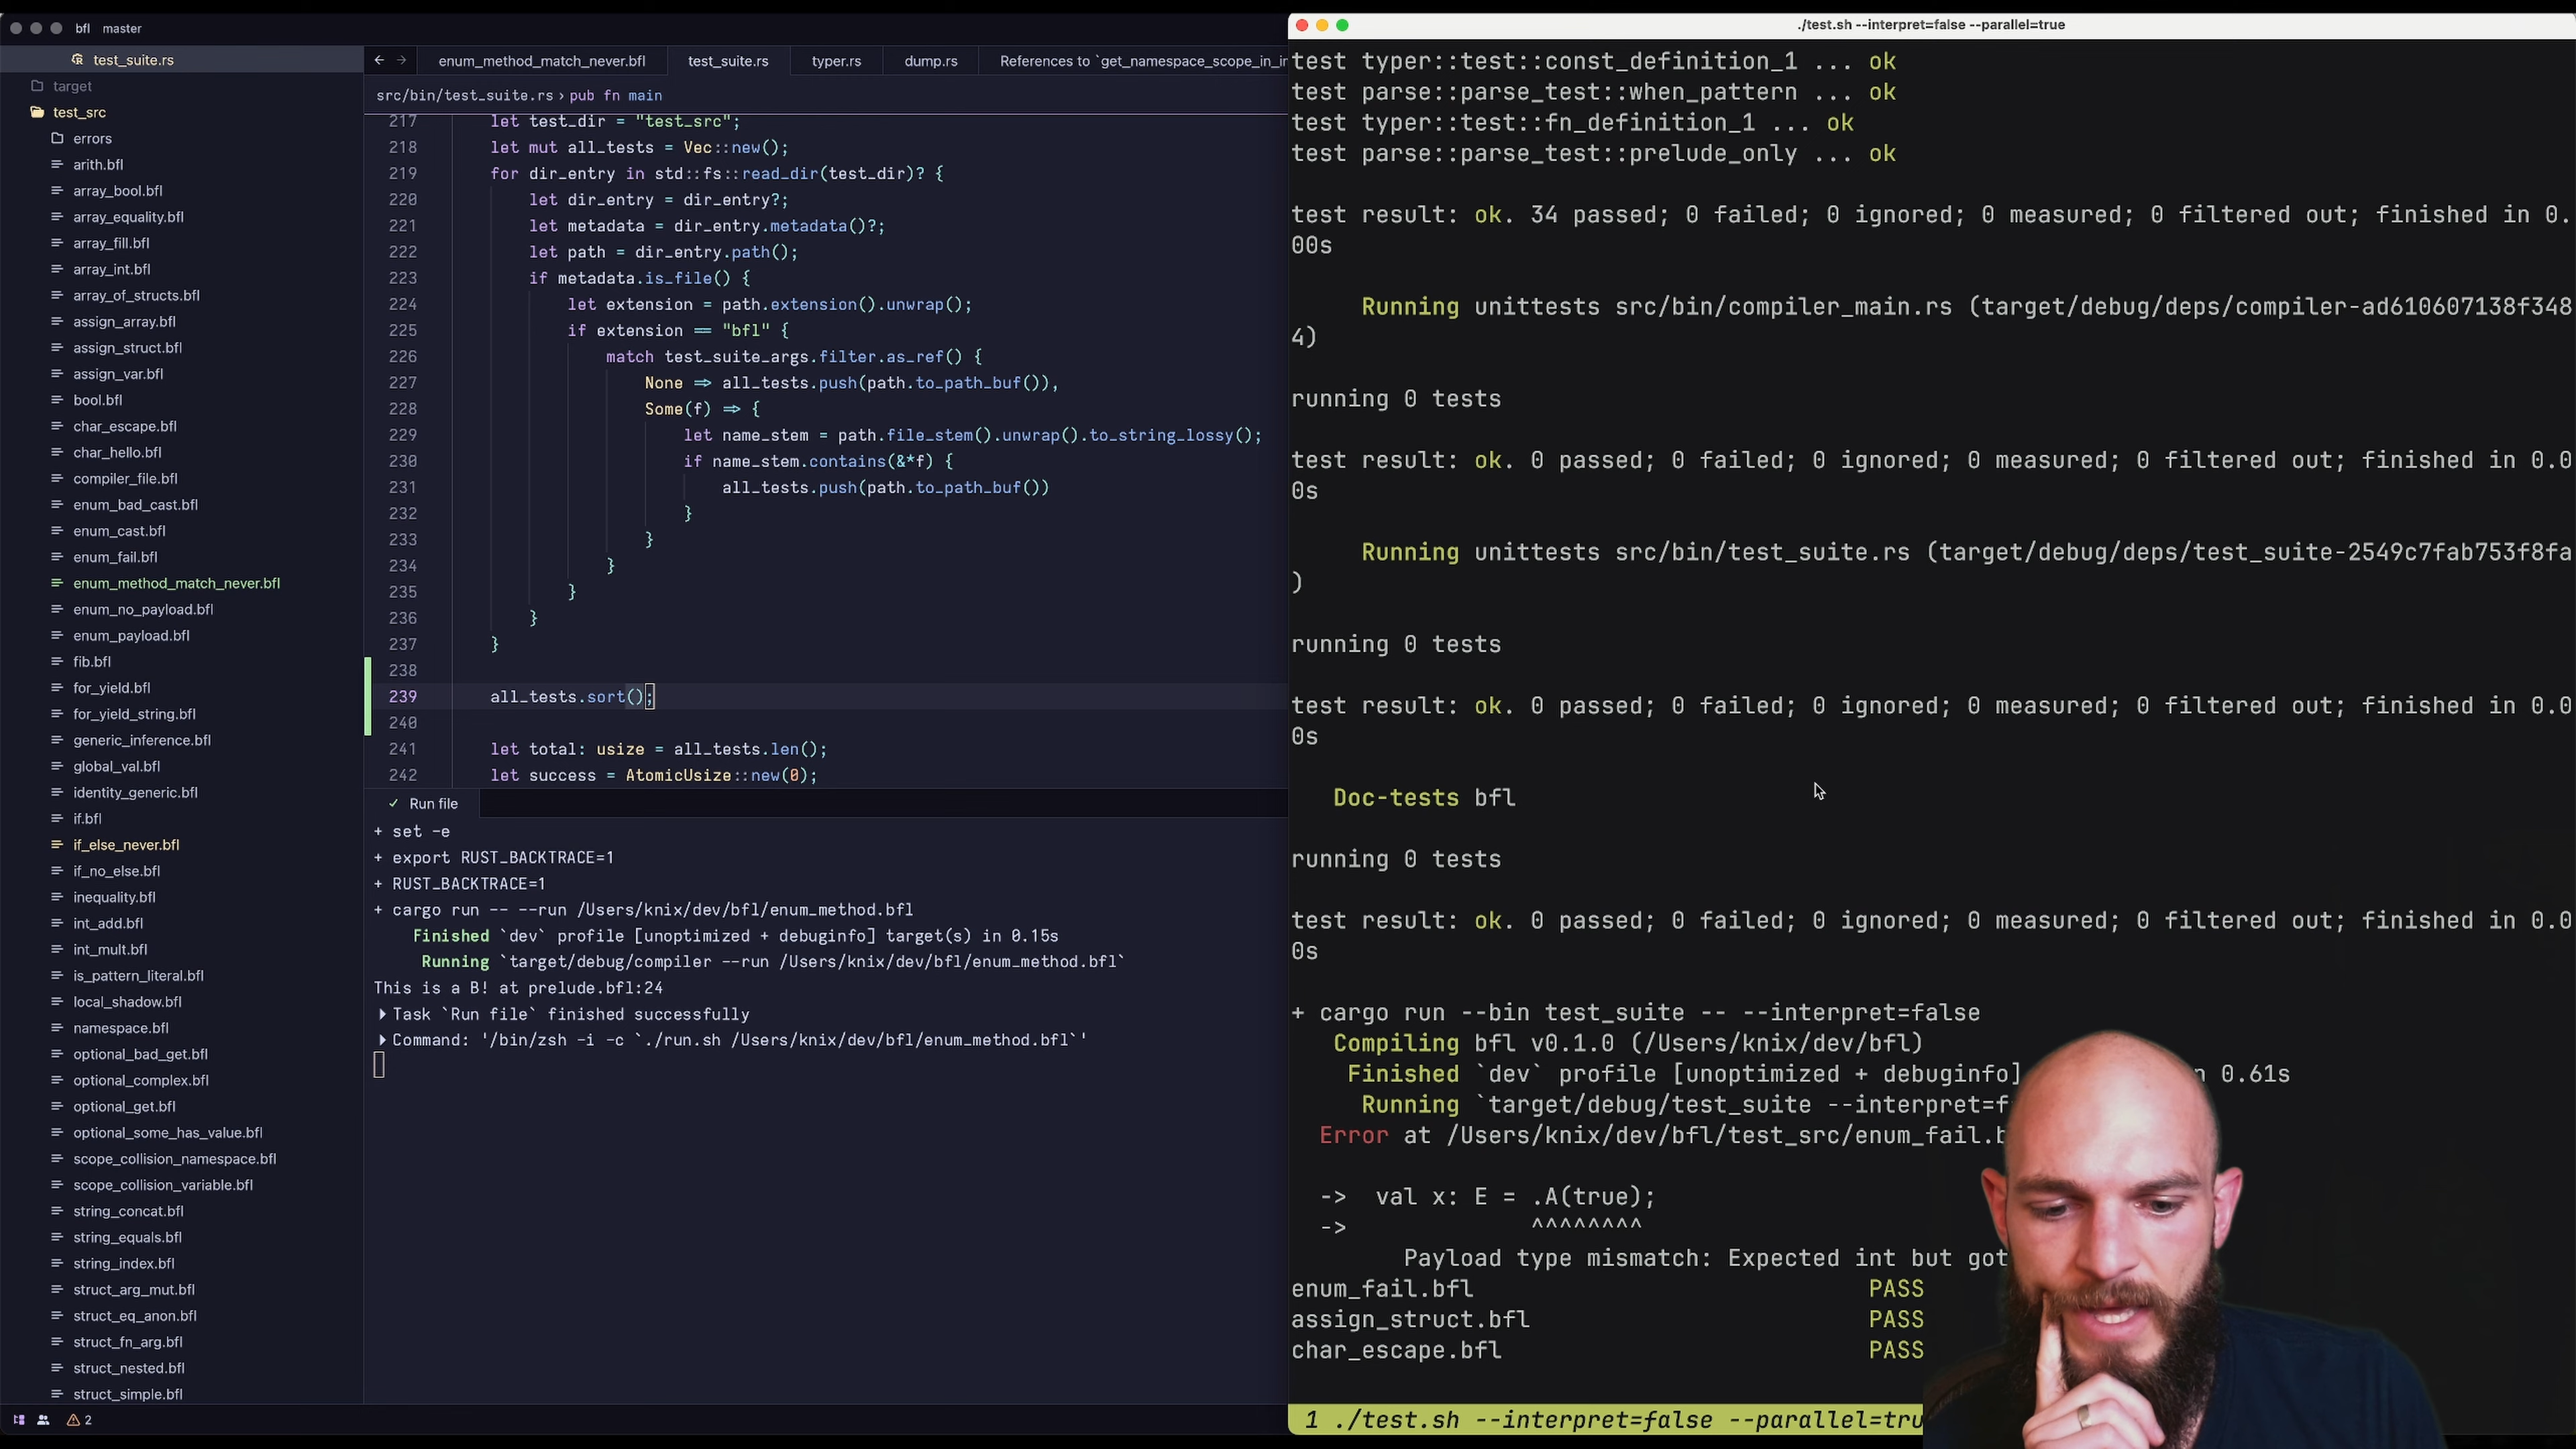 bfl master
test_suite.rs
target
test_src
errors
arith.bfl
array_bool.bfl
array_equality.bfl
array_fill.bfl
array_int.bfl
array_of_structs.bfl
assign_array.bfl
assign_struct.bfl
assign_var.bfl
bool.bfl
char_escape.bfl
char_hello.bfl
compiler_file.bfl
enum_bad_cast.bfl
enum_cast.bfl
enum_fail.bfl
enum_method_match_never.bfl
enum_no_payload.bfl
enum_payload.bfl
fib.bfl
for_yield.bfl
for_yield_string.bfl
generic_inference.bfl
global_val.bfl
identity_generic.bfl
if.bfl
if_else_never.bfl
if_no_else.bfl
inequality.bfl
int_add.bfl
int_mult.bfl
is_pattern_literal.bfl
local_shadow.bfl
namespace.bfl
optional_bad_get.bfl
optional_complex.bfl
optional_get.bfl
optional_some_has_value.bfl
scope_collision_namespace.bfl
scope_collision_variable.bfl
string_concat.bfl
string_equals.bfl
string_index.bfl
struct_arg_mut.bfl
struct_eq_anon.bfl
struct_fn_arg.bfl
struct_nested.bfl
struct_simple.bfl
2
enum_method_match_never.bfl test_suite.rs typer.rs dump.rs References to `get_namespace_scope_in_in
src/bin/test_suite.rs › pub fn main
217 let test_dir = "test_src";
218 let mut all_tests = Vec::new();
219 for dir_entry in std::fs::read_dir(test_dir)? {
220 let dir_entry = dir_entry?;
221 let metadata = dir_entry.metadata()?;
222 let path = dir_entry.path();
223 if metadata.is_file() {
224 let extension = path.extension().unwrap();
225 if extension == "bfl" {
226 match test_suite_args.filter.as_ref() {
227 None => all_tests.push(path.to_path_buf()),
228 Some(f) => {
229 let name_stem = path.file_stem().unwrap().to_string_lossy();
230 if name_stem.contains(&*f) {
231 all_tests.push(path.to_path_buf())
232 }
233 }
234 }
235 }
236 }
237 }
238
239 all_tests.sort();
240
241 let total: usize = all_tests.len();
242 let success = AtomicUsize::new(0);
Run file
+ set -e
+ export RUST_BACKTRACE=1
+ RUST_BACKTRACE=1
+ cargo run -- --run /Users/knix/dev/bfl/enum_method.bfl
Finished `dev` profile [unoptimized + debuginfo] target(s) in 0.15s
Running `target/debug/compiler --run /Users/knix/dev/bfl/enum_method.bfl`
This is a B! at prelude.bfl:24
Task `Run file` finished successfully
Command: '/bin/zsh -i -c `./run.sh /Users/knix/dev/bfl/enum_method.bfl`'
./test.sh --interpret=false --parallel=true
test typer::test::const_definition_1 ... ok
test parse::parse_test::when_pattern ... ok
test typer::test::fn_definition_1 ... ok
test parse::parse_test::prelude_only ... ok
test result: ok. 34 passed; 0 failed; 0 ignored; 0 measured; 0 filtered out; finished in 0.
00s
Running unittests src/bin/compiler_main.rs (target/debug/deps/compiler-ad610607138f348
4)
running 0 tests
test result: ok. 0 passed; 0 failed; 0 ignored; 0 measured; 0 filtered out; finished in 0.0
0s
Running unittests src/bin/test_suite.rs (target/debug/deps/test_suite-2549c7fab753f8fa
)
running 0 tests
test result: ok. 0 passed; 0 failed; 0 ignored; 0 measured; 0 filtered out; finished in 0.0
0s
Doc-tests bfl
running 0 tests
test result: ok. 0 passed; 0 failed; 0 ignored; 0 measured; 0 filtered out; finished in 0.0
0s
+ cargo run --bin test_suite -- --interpret=false
Compiling bfl v0.1.0 (/Users/knix/dev/bfl)
Finished `dev` profile [unoptimized + debuginfo] n 0.61s
Running `target/debug/test_suite --interpret=f
Error at /Users/knix/dev/bfl/test_src/enum_fail.b
-> val x: E = .A(true);
-> ^^^^^^^^
Payload type mismatch: Expected int but got
enum_fail.bfl PASS
assign_struct.bfl PASS
char_escape.bfl PASS
1 ./test.sh --interpret=false --parallel=tru